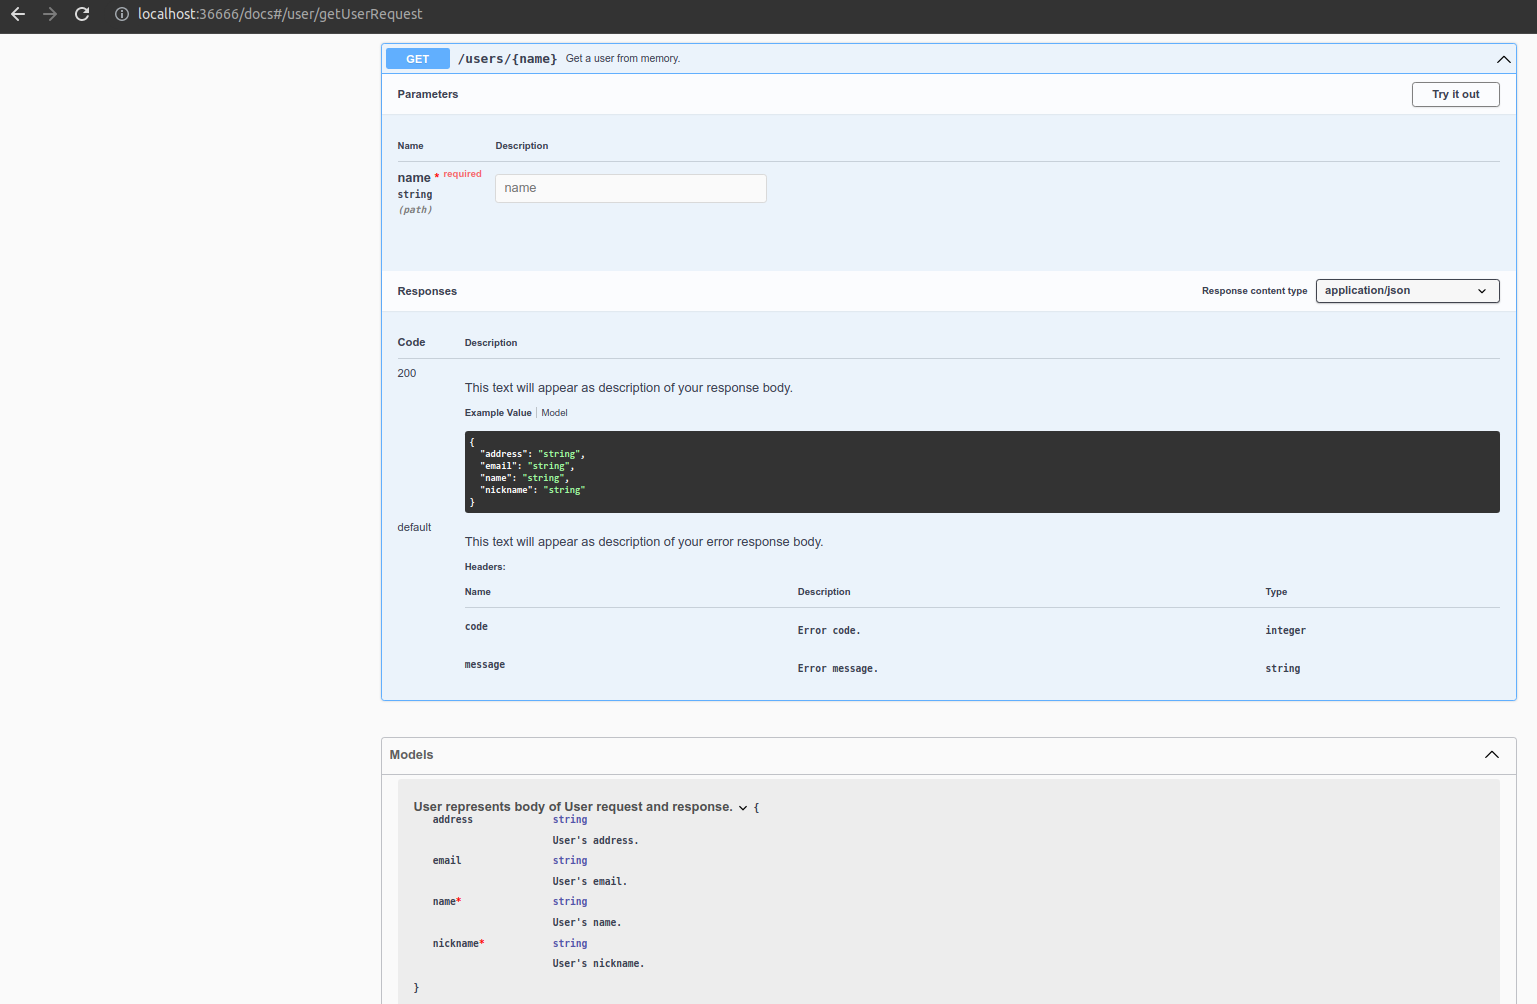 localhost:36666/docs#/user/getUserRequest
GET /users/{name} Get a user from memory.
Parameters Try it out
Name Description
name * required name
string
(path)
Responses Response content type application/json
Code Description
200
This text will appear as description of your response body.
Example Value Model
{
"address": "string",
"email": "string",
"name": "string",
"nickname": "string"
}
default
This text will appear as description of your error response body.
Headers:
Name Description Type
code Error code. integer
message Error message. string
Models
User represents body of User request and response. {
address string
User's address.
email string
User's email.
name* string
User's name.
nickname* string
User's nickname.
}